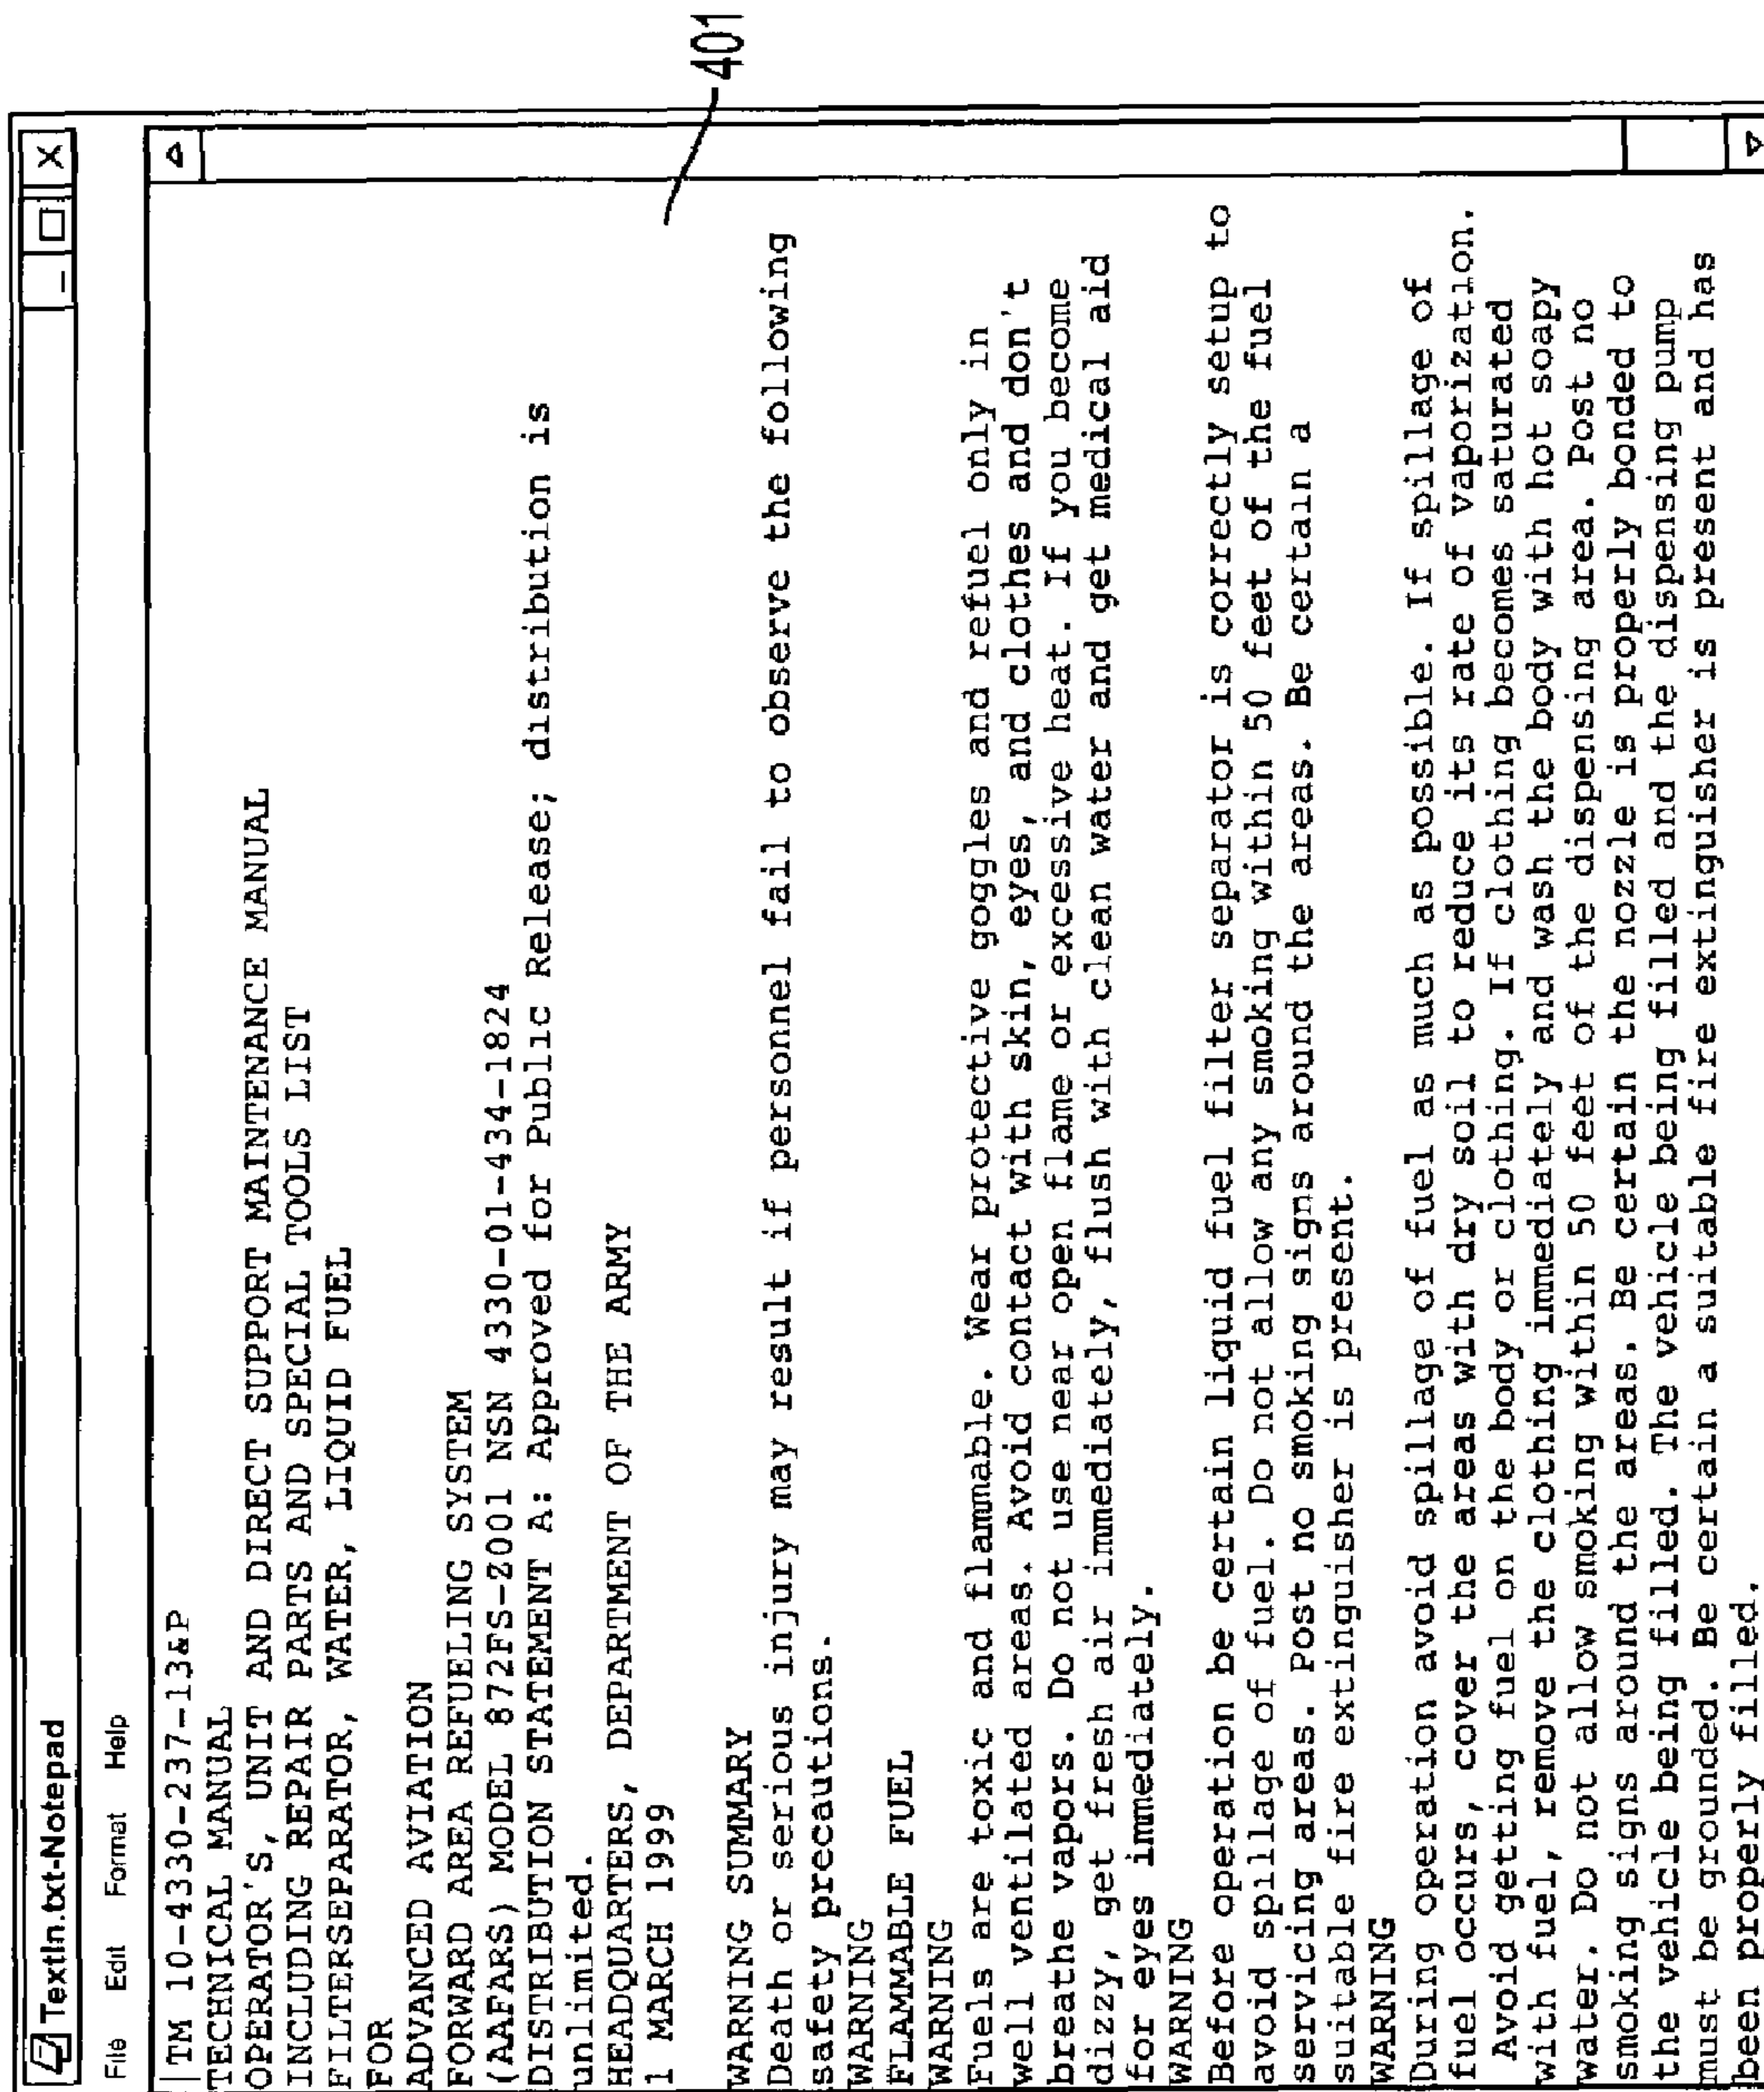 TextIn.txt-Notepad
File Edit Format Help
TM 10-4330-237-13&P
TECHNICAL MANUAL
OPERATOR'S, UNIT AND DIRECT SUPPORT MAINTENANCE MANUAL
INCLUDING REPAIR PARTS AND SPECIAL TOOLS LIST
FILTERSEPARATOR, WATER, LIQUID FUEL
FOR
ADVANCED AVIATION
FORWARD AREA REFUELING SYSTEM
(AAFARS) MODEL 872FS-Z001 NSN 4330-01-434-1824
DISTRIBUTION STATEMENT A: Approved for Public Release; distribution is
unlimited.
HEADQUARTERS, DEPARTMENT OF THE ARMY
1 MARCH 1999
401
WARNING SUMMARY
Death or serious injury may result if personnel fail to observe the following
safety precautions.
WARNING
FLAMMABLE FUEL
WARNING
Fuels are toxic and flammable. Wear protective goggles and refuel only in
well ventilated areas. Avoid contact with skin, eyes, and clothes and don't
breathe the vapors. Do not use near open flame or excessive heat. If you become
dizzy, get fresh air immediately, flush with clean water and get medical aid
for eyes immediately.
WARNING
Before operation be certain liquid fuel filter separator is correctly setup to
avoid spillage of fuel. Do not allow any smoking within 50 feet of the fuel
servicing areas. Post no smoking signs around the areas. Be certain a
suitable fire extinguisher is present.
WARNING
During operation avoid spillage of fuel as much as possible. If spillage of
fuel occurs, cover the areas with dry soil to reduce its rate of vaporization.
Avoid getting fuel on the body or clothing. If clothing becomes saturated
with fuel, remove the clothing immediately and wash the body with hot soapy
water. Do not allow smoking within 50 feet of the dispensing area. Post no
smoking signs around the areas. Be certain the nozzle is properly bonded to
the vehicle being filled. The vehicle being filled and the dispensing pump
must be grounded. Be certain a suitable fire extinguisher is present and has
been properly filled.